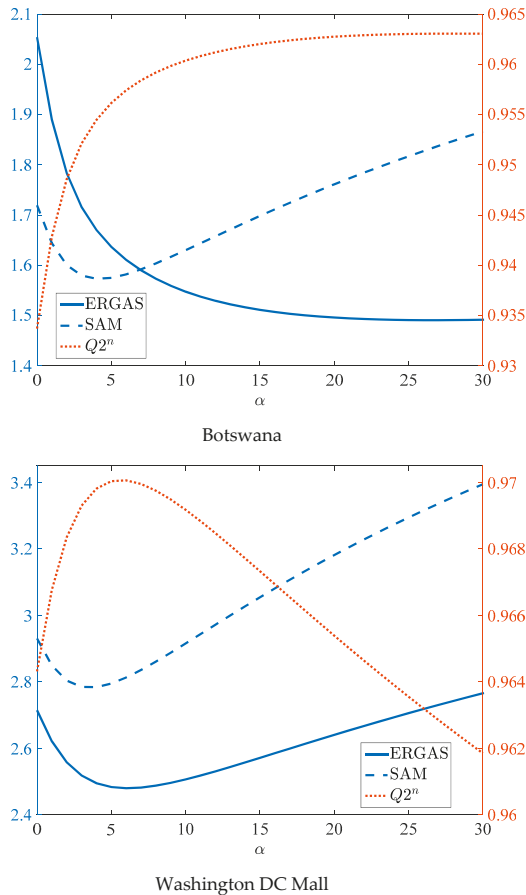 2.1
2
1.9
1.8
1.7
1.6
1.5
1.4
0.965
0.96
0.955
0.95
0.945
0.94
0.935
0.93
ERGAS
SAM
Q2ⁿ
0 5 10 15 20 25 30
α
Botswana
3.4
3.2
3
2.8
2.6
2.4
0.97
0.968
0.966
0.964
0.962
0.96
ERGAS
SAM
Q2ⁿ
0 5 10 15 20 25 30
α
Washington DC Mall